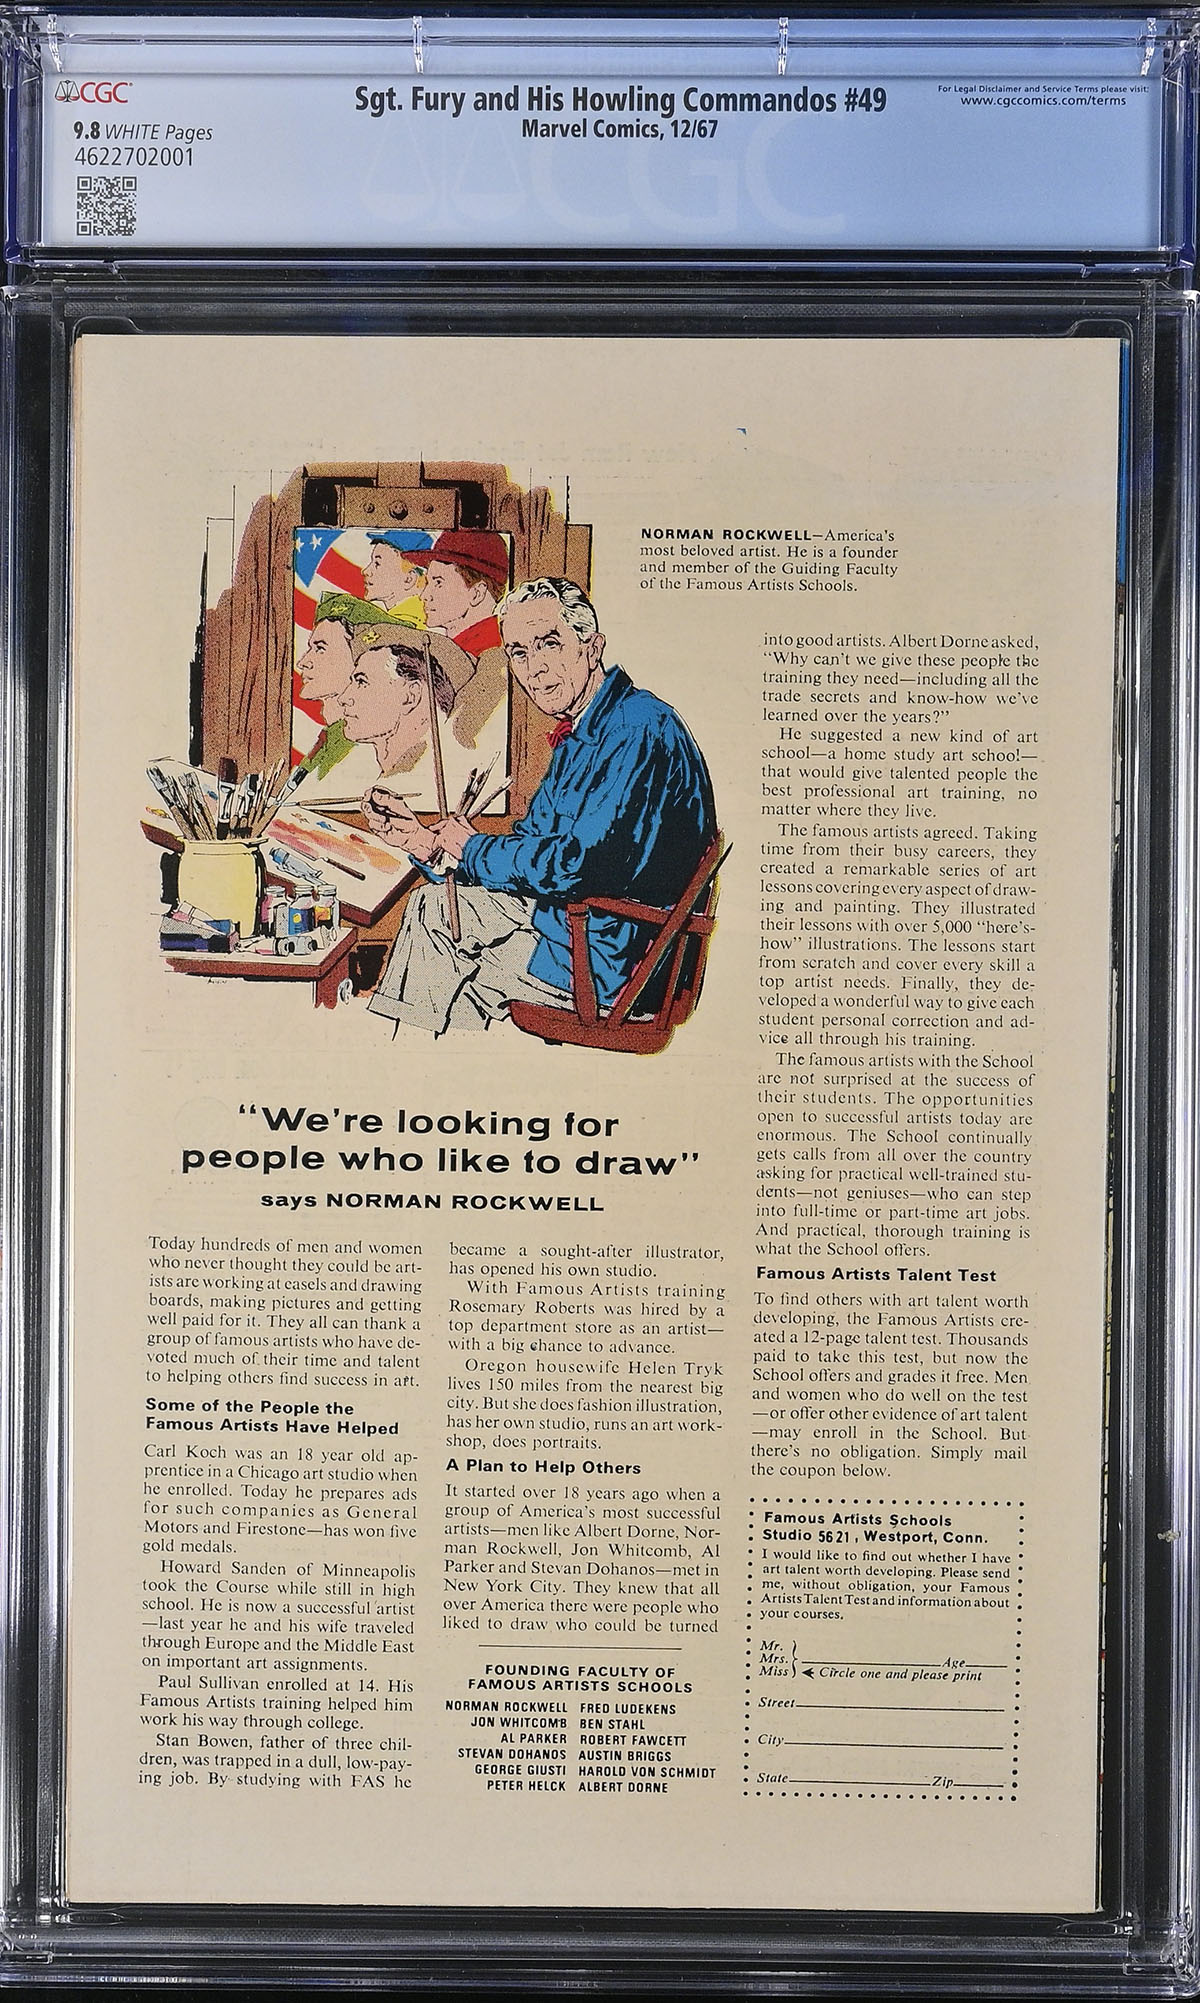 CGC
9.8 WHITE Pages
4622702001
Sgt. Fury and His Howling Commandos #49
Marvel Comics, 12/67
For Legal Disclaimer and Service Terms please visit:
www.cgccomics.com/terms
CGC
NORMAN ROCKWELL—America's
most beloved artist. He is a founder
and member of the Guiding Faculty
of the Famous Artists Schools.
"We're looking for
people who like to draw"
says NORMAN ROCKWELL
Today hundreds of men and women
who never thought they could be art-
ists are working at easels and drawing
boards, making pictures and getting
well paid for it. They all can thank a
group of famous artists who have de-
voted much of their time and talent
to helping others find success in art.
Some of the People the
Famous Artists Have Helped
Carl Koch was an 18 year old ap-
prentice in a Chicago art studio when
he enrolled. Today he prepares ads
for such companies as General
Motors and Firestone—has won five
gold medals.
Howard Sanden of Minneapolis
took the Course while still in high
school. He is now a successful artist
—last year he and his wife traveled
through Europe and the Middle East
on important art assignments.
Paul Sullivan enrolled at 14. His
Famous Artists training helped him
work his way through college.
Stan Bowen, father of three chil-
dren, was trapped in a dull, low-pay-
ing job. By studying with FAS he
became a sought-after illustrator,
has opened his own studio.
With Famous Artists training
Rosemary Roberts was hired by a
top department store as an artist—
with a big chance to advance.
Oregon housewife Helen Tryk
lives 150 miles from the nearest big
city. But she does fashion illustration,
has her own studio, runs an art work-
shop, does portraits.
A Plan to Help Others
It started over 18 years ago when a
group of America's most successful
artists—men like Albert Dorne, Nor-
man Rockwell, Jon Whitcomb, Al
Parker and Stevan Dohanos—met in
New York City. They knew that all
over America there were people who
liked to draw who could be turned
FOUNDING FACULTY OF
FAMOUS ARTISTS SCHOOLS
NORMAN ROCKWELL FRED LUDEKENS
JON WHITCOMB BEN STAHL
AL PARKER ROBERT FAWCETT
STEVAN DOHANOS AUSTIN BRIGGS
GEORGE GIUSTI HAROLD VON SCHMIDT
PETER HELCK ALBERT DORNE
into good artists. Albert Dorne asked,
"Why can't we give these people the
training they need—including all the
trade secrets and know-how we've
learned over the years?"
He suggested a new kind of art
school—a home study art school—
that would give talented people the
best professional art training, no
matter where they live.
The famous artists agreed. Taking
time from their busy careers, they
created a remarkable series of art
lessons covering every aspect of draw-
ing and painting. They illustrated
their lessons with over 5,000 "here's-
how" illustrations. The lessons start
from scratch and cover every skill a
top artist needs. Finally, they de-
veloped a wonderful way to give each
student personal correction and ad-
vice all through his training.
The famous artists with the School
are not surprised at the success of
their students. The opportunities
open to successful artists today are
enormous. The School continually
gets calls from all over the country
asking for practical well-trained stu-
dents—not geniuses—who can step
into full-time or part-time art jobs.
And practical, thorough training is
what the School offers.
Famous Artists Talent Test
To find others with art talent worth
developing, the Famous Artists cre-
ated a 12-page talent test. Thousands
paid to take this test, but now the
School offers and grades it free. Men
and women who do well on the test
—or offer other evidence of art talent
—may enroll in the School. But
there's no obligation. Simply mail
the coupon below.
Famous Artists Schools
Studio 5621, Westport, Conn.
I would like to find out whether I have
art talent worth developing. Please send
me, without obligation, your Famous
Artists Talent Test and information about
your courses.
Mr.
Mrs. Age
Miss Circle one and please print
Street
City
State Zip